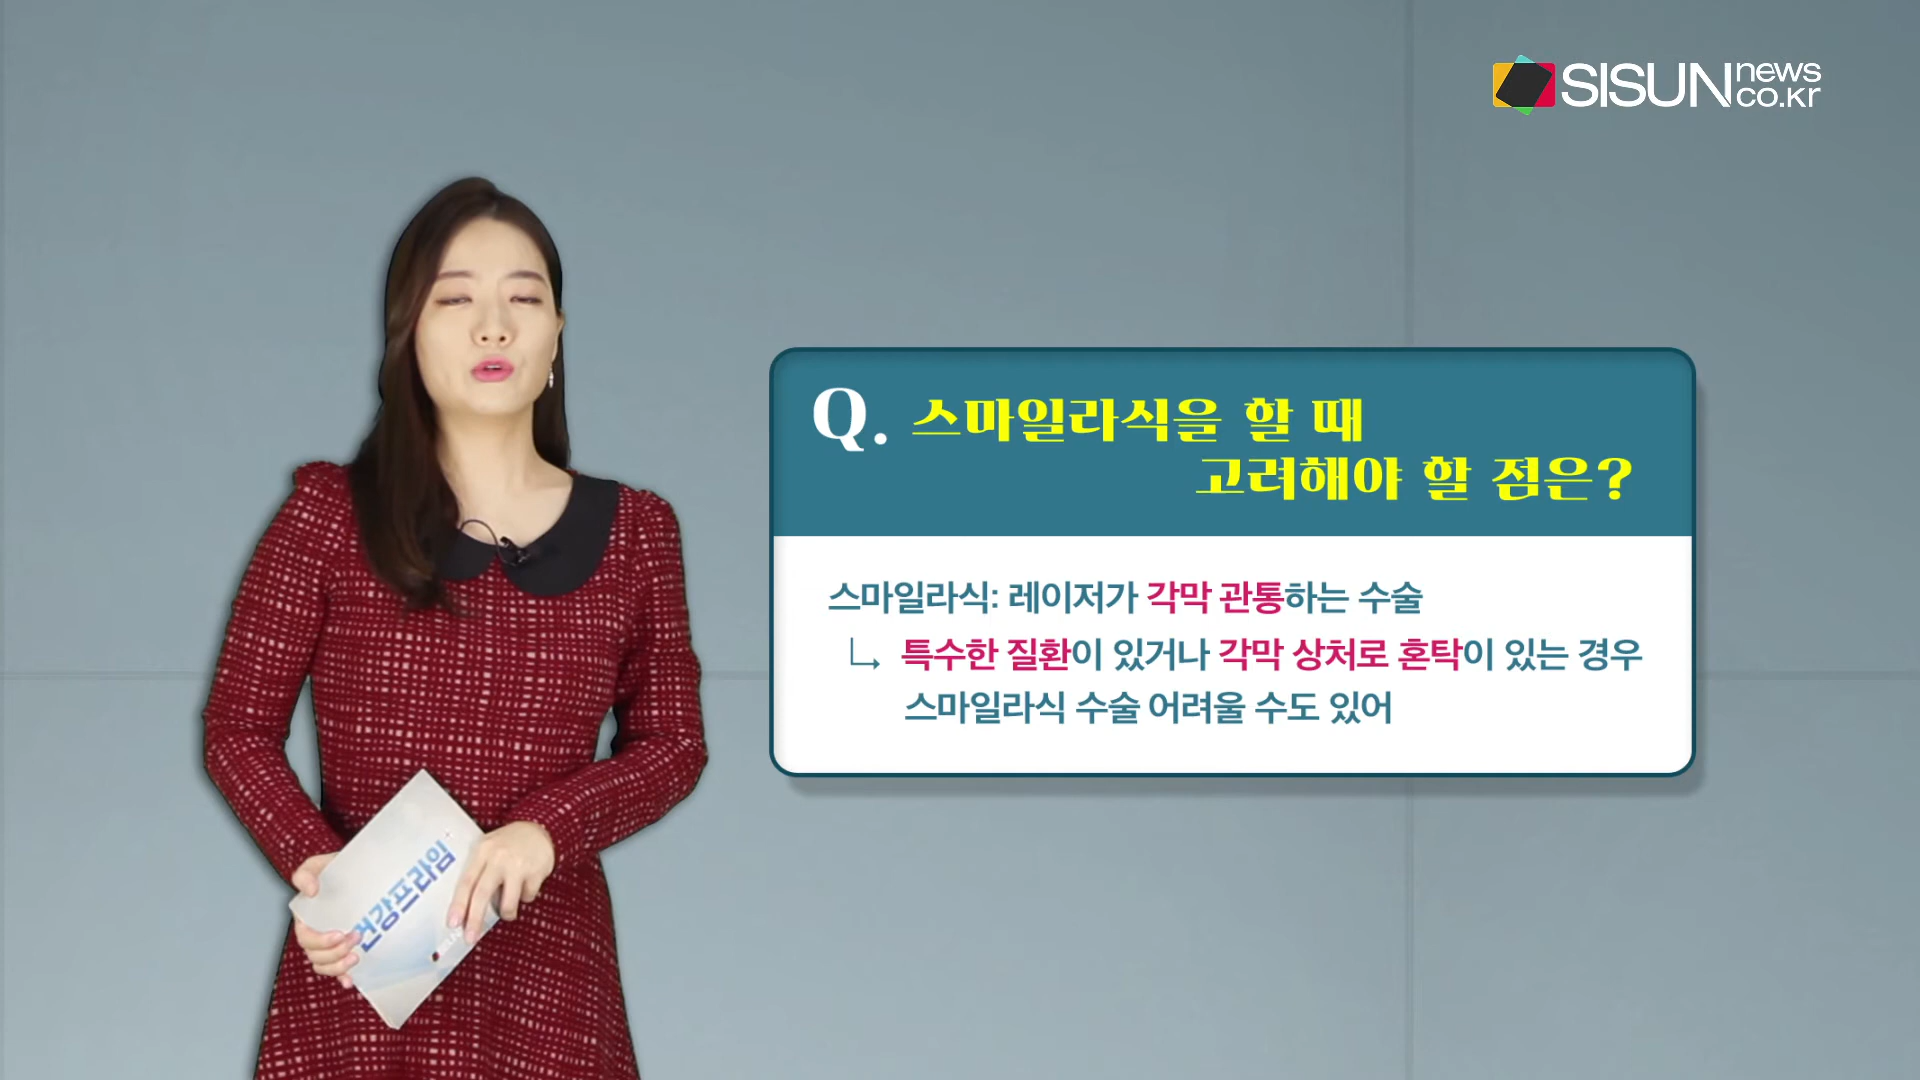 SISUN news
co.kr
Q. 스마일라식을 할 때
고려해야 할 점은?
스마일라식: 레이저가 각막 관통하는 수술
특수한 질환이 있거나 각막 상처로 혼탁이 있는 경우
스마일라식 수술 어려울 수도 있어
건강프라임
SISUN